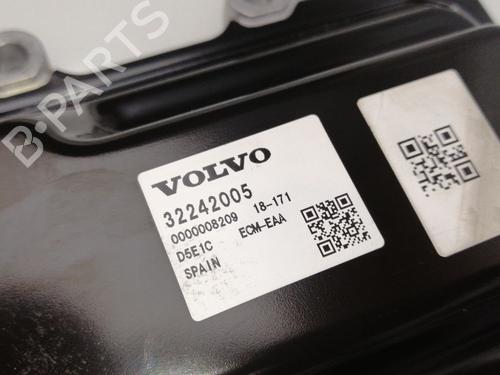 B-PARTS
VOLVO
32242005
0000008209 18-171
D5E1C ECM-EAA
SPAIN